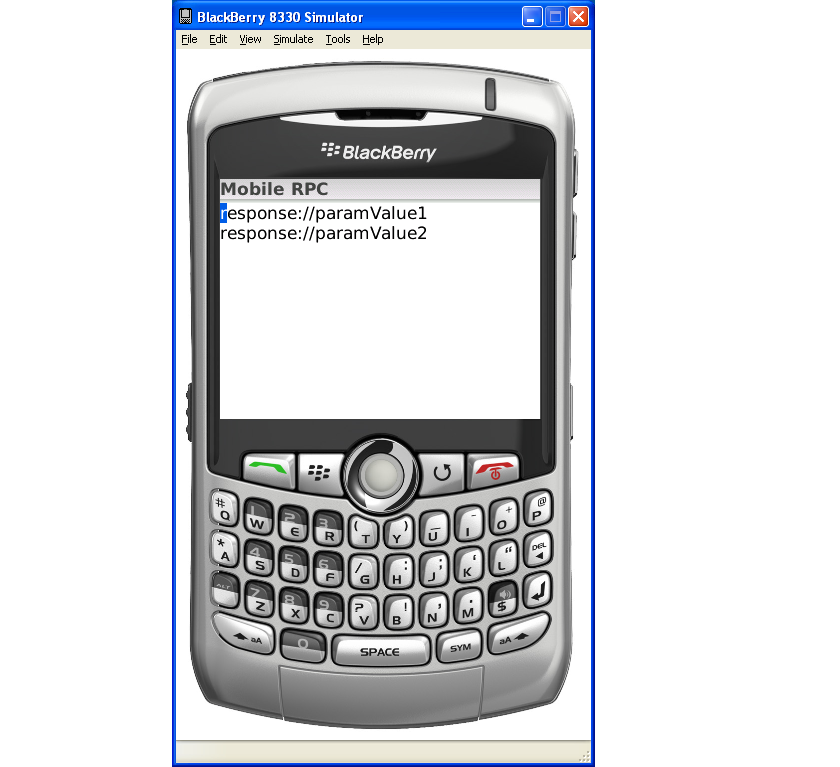 BlackBerry 8330 Simulator
File Edit View Simulate Tools Help
BlackBerry
Mobile RPC
response://paramValue1
response://paramValue2
# Q 1 W 2 E 3 R ( T ) Y _ U - I + O @ P
* A 4 S 5 D 6 F / G : H ; J ' K " L DEL
ALT 7 Z 8 X 9 C ? V ! B , N . M $
aA 0 SPACE SYM aA